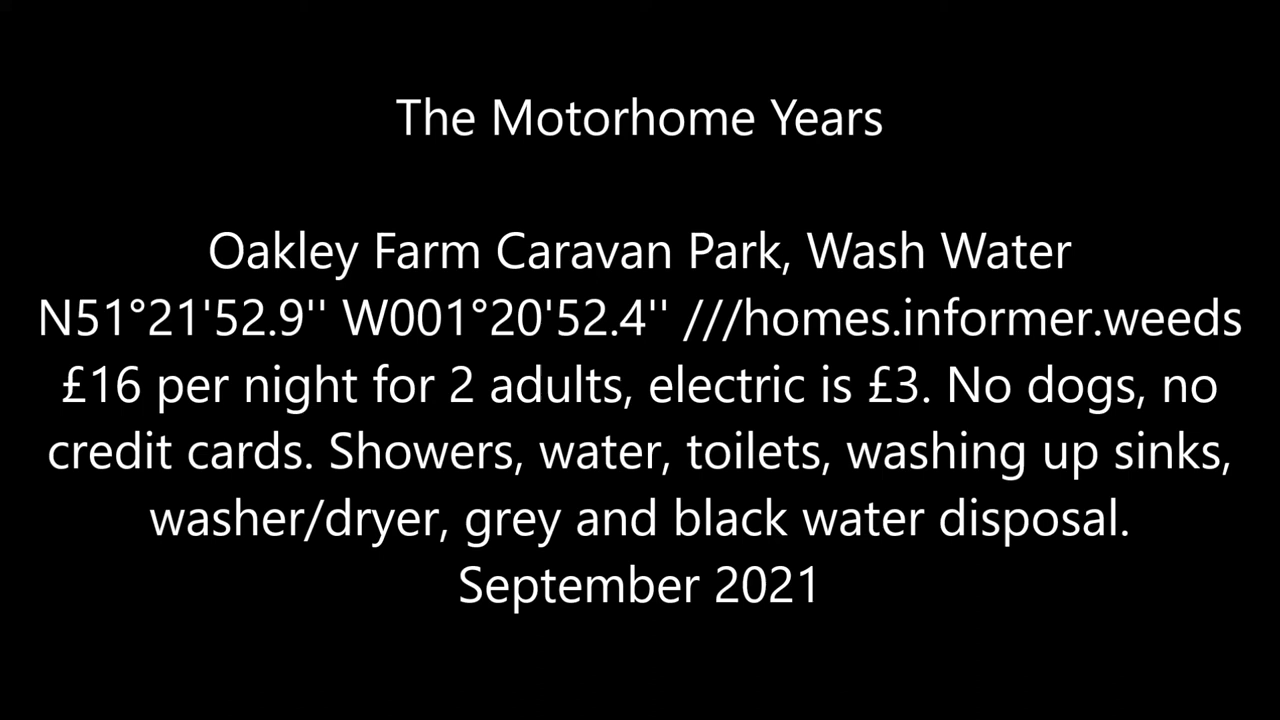 The Motorhome Years
Oakley Farm Caravan Park, Wash Water
N51°21'52.9'' W001°20'52.4'' ///homes.informer.weeds
£16 per night for 2 adults, electric is £3. No dogs, no
credit cards. Showers, water, toilets, washing up sinks,
washer/dryer, grey and black water disposal.
September 2021